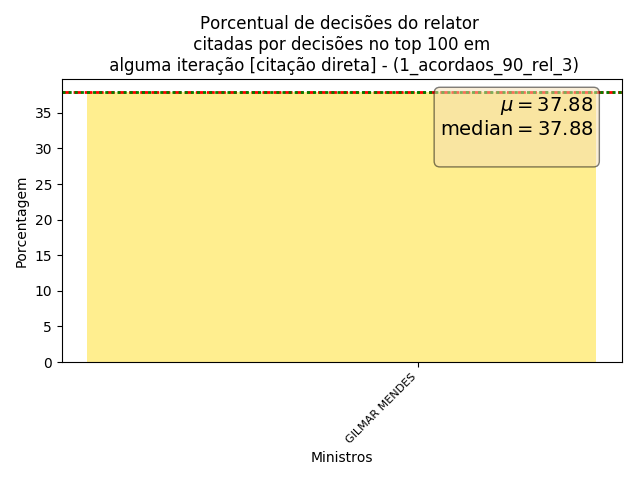 Porcentual de decisões do relator
citadas por decisões no top 100 em
alguma iteração [citação direta] - (1_acordaos_90_rel_3)
μ = 37.88
median = 37.88
35
30
25
20
15
10
5
0
Porcentagem
GILMAR MENDES
Ministros